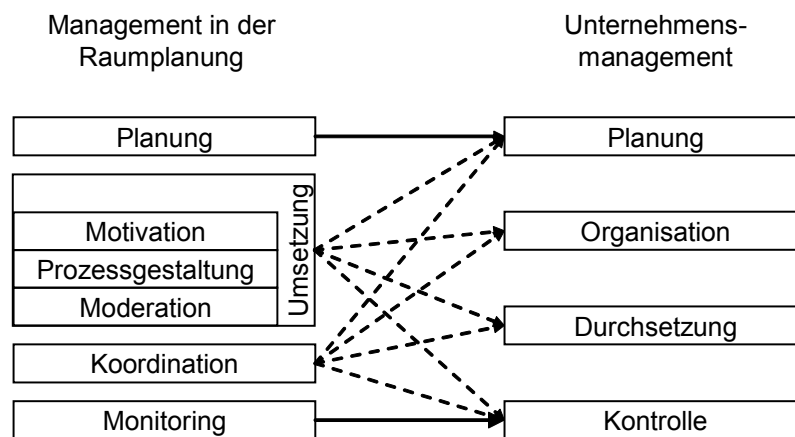 Management in der
Raumplanung
Unternehmens-
management
Planung
Planung
Motivation
Prozessgestaltung
Moderation
Umsetzung
Organisation
Durchsetzung
Koordination
Monitoring
Kontrolle